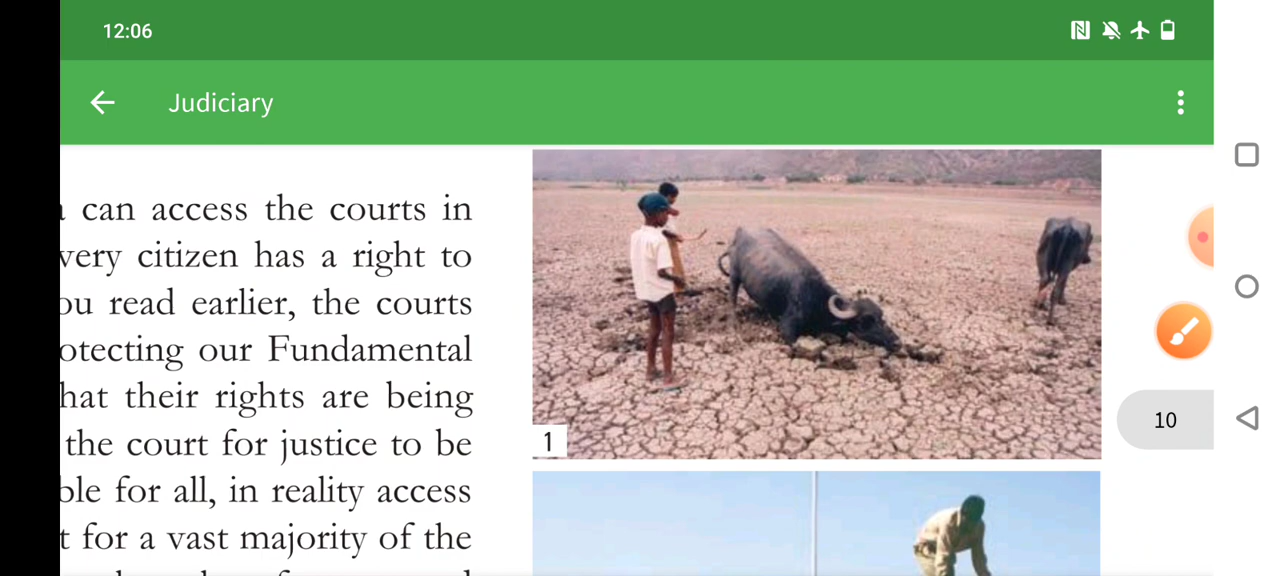 12:06
Judiciary
can access the courts in
very citizen has a right to
ou read earlier, the courts
otecting our Fundamental
hat their rights are being
the court for justice to be
ble for all, in reality access
t for a vast majority of the
1
10